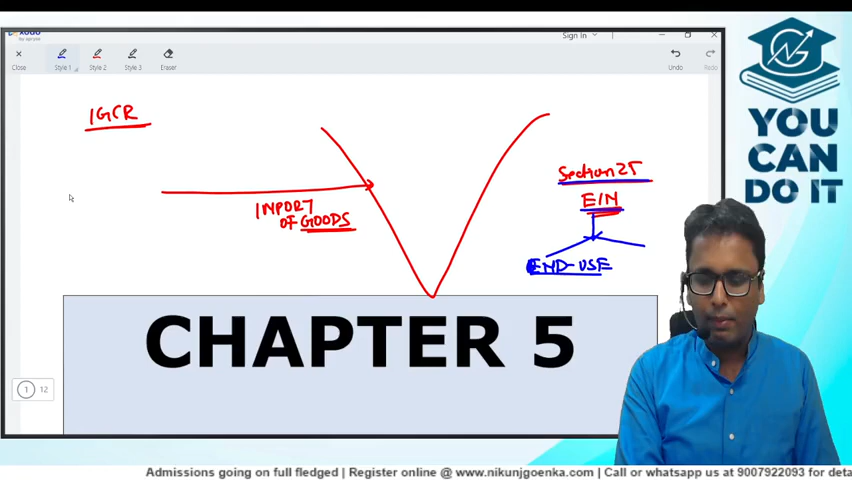 xodo
Sign In
Close
Style 1
Style 2
Style 3
Eraser
Undo
Redo
IGCR
IMPORT
OF GOODS
Section 25
EIN
END-USE
CHAPTER 5
1 12
NG
YOU
CAN
DO IT
Admissions going on full fledged | Register online @ www.nikunjgoenka.com | Call or whatsapp us at 9007922093 for deta